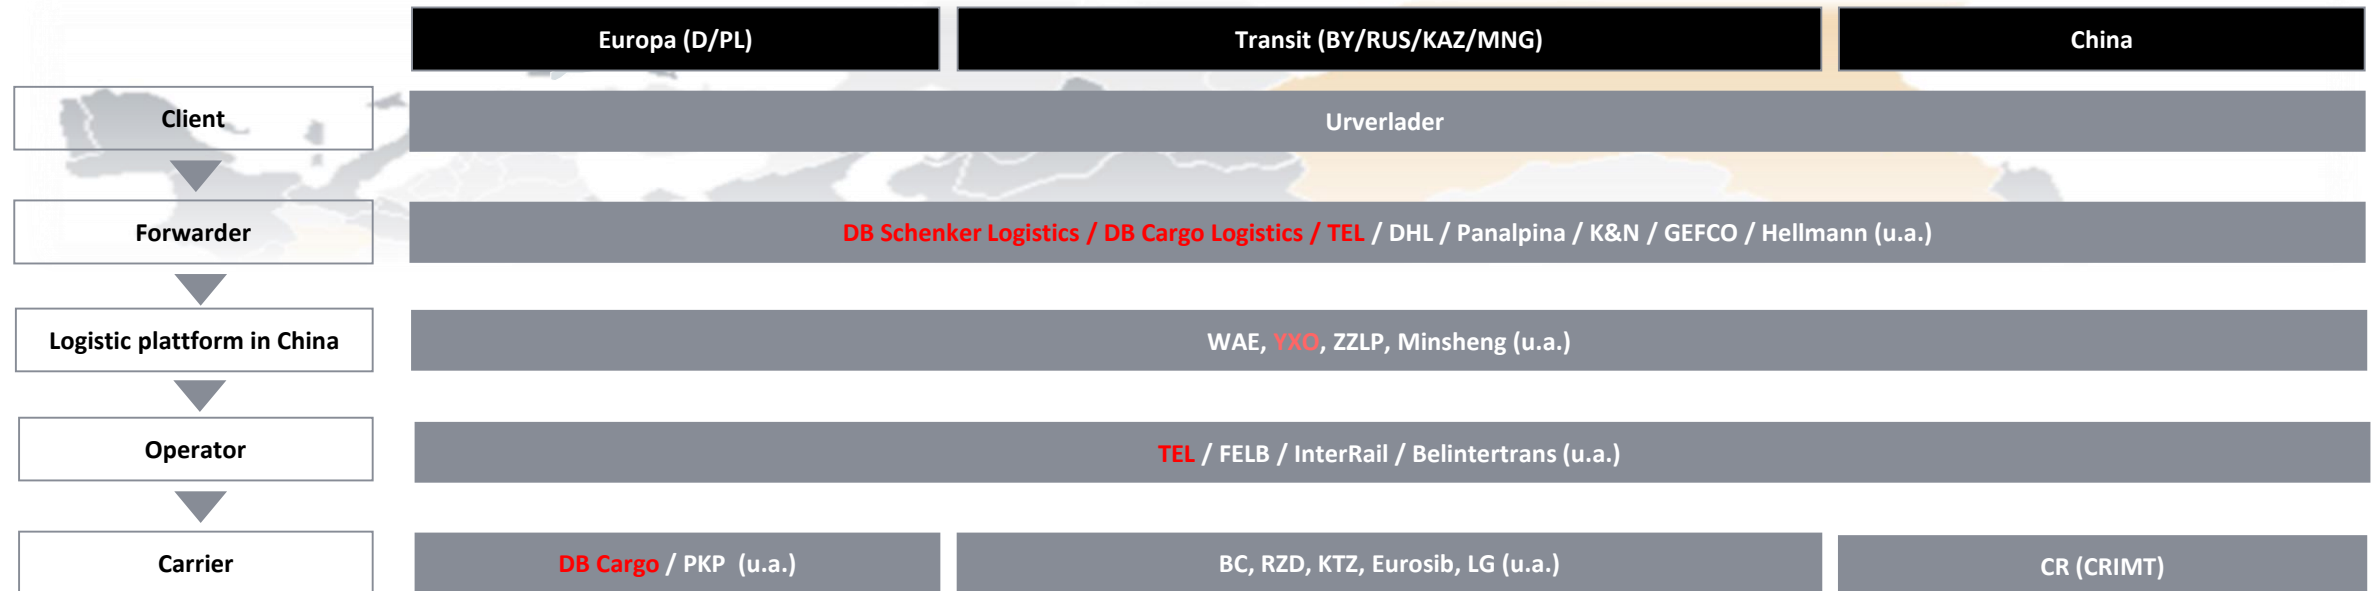 Europa (D/PL)
Transit (BY/RUS/KAZ/MNG)
China
Client
Urverlader
Forwarder
DB Schenker Logistics / DB Cargo Logistics / TEL / DHL / Panalpina / K&N / GEFCO / Hellmann (u.a.)
Logistic plattform in China
WAE, YXO, ZZLP, Minsheng (u.a.)
Operator
TEL / FELB / InterRail / Belintertrans (u.a.)
Carrier
DB Cargo / PKP (u.a.)
BC, RZD, KTZ, Eurosib, LG (u.a.)
CR (CRIMT)